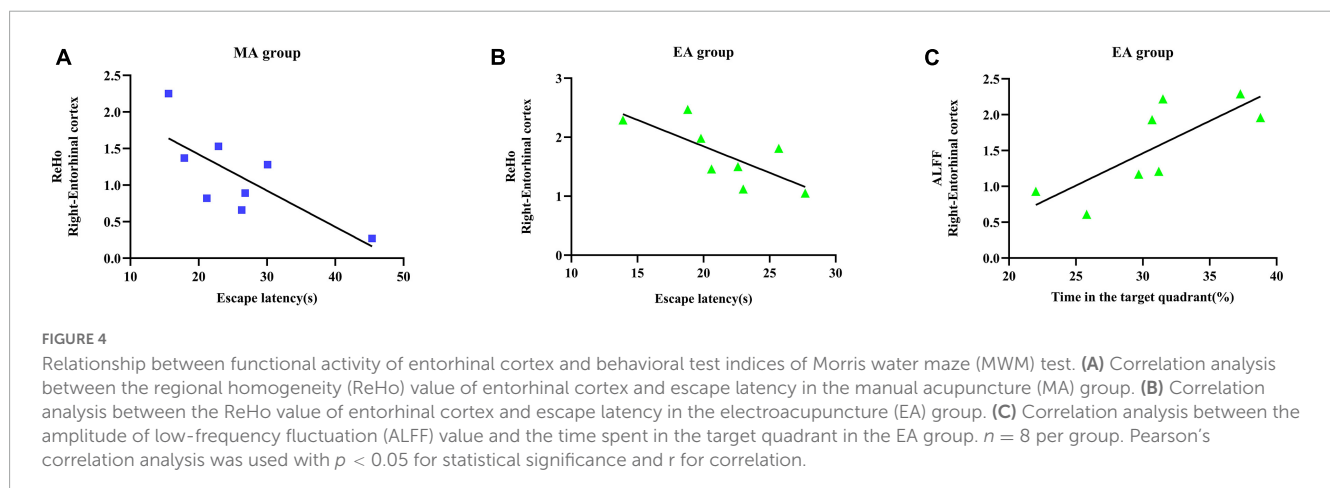 A
MA group
ReHo
Right-Entorhinal cortex
2.5
2.0
1.5
1.0
0.5
0.0
10
20
30
40
50
Escape latency(s)
B
EA group
ReHo
Right-Entorhinal cortex
3
2
1
0
10
15
20
25
30
Escape latency(s)
C
EA group
ALFF
Right-Entorhinal cortex
2.5
2.0
1.5
1.0
0.5
0.0
20
25
30
35
40
Time in the target quadrant(%)
FIGURE 4
Relationship between functional activity of entorhinal cortex and behavioral test indices of Morris water maze (MWM) test. (A) Correlation analysis
between the regional homogeneity (ReHo) value of entorhinal cortex and escape latency in the manual acupuncture (MA) group. (B) Correlation
analysis between the ReHo value of entorhinal cortex and escape latency in the electroacupuncture (EA) group. (C) Correlation analysis between the
amplitude of low-frequency fluctuation (ALFF) value and the time spent in the target quadrant in the EA group. n = 8 per group. Pearson's
correlation analysis was used with p < 0.05 for statistical significance and r for correlation.